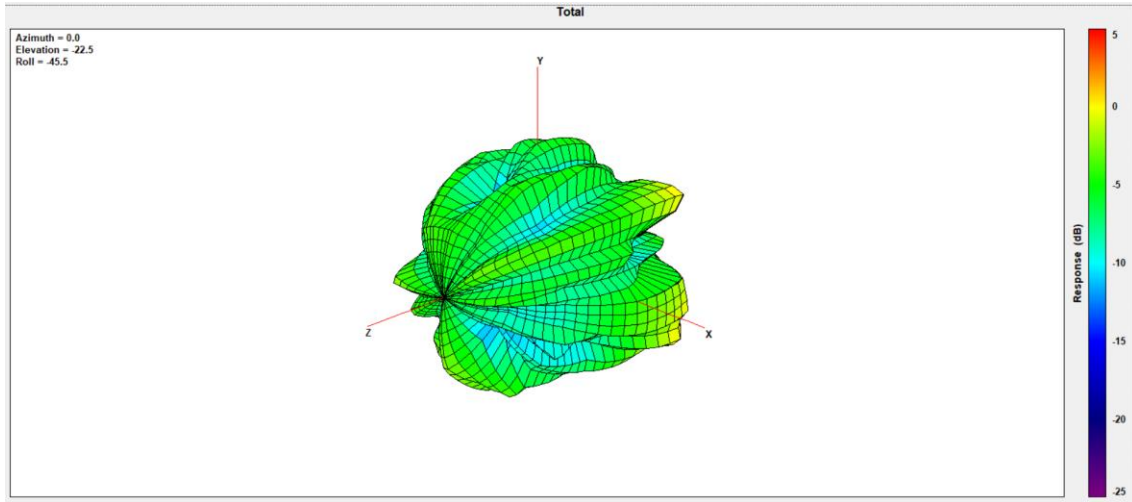 Total
Azimuth = 0.0
Elevation = -22.5
Roll = -45.5
Y
Z
X
5
0
-5
-10
-15
-20
-25
Response (dB)